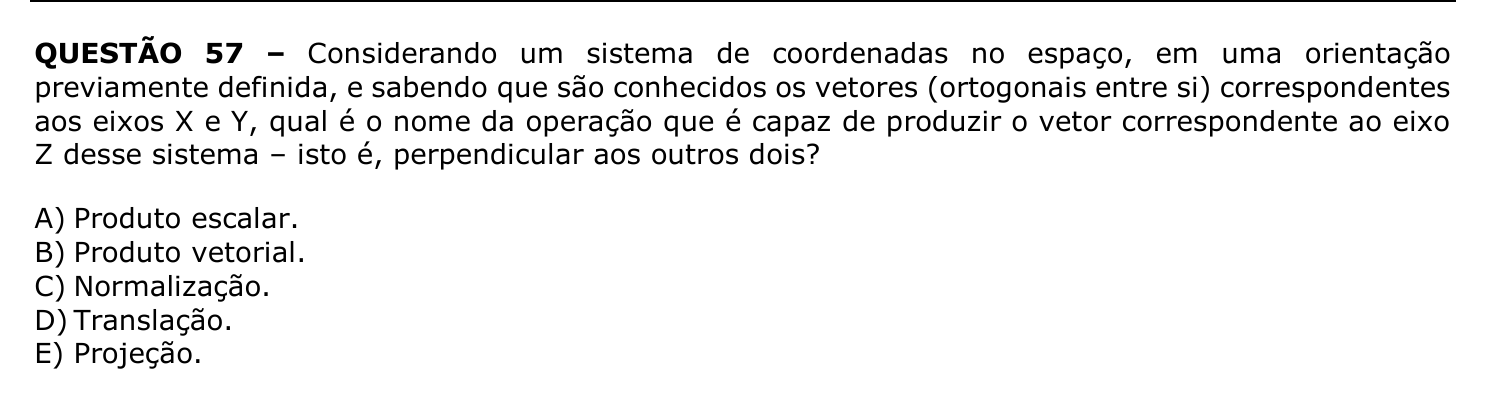 QUESTÃO 57 – Considerando um sistema de coordenadas no espaço, em uma orientação
previamente definida, e sabendo que são conhecidos os vetores (ortogonais entre si) correspondentes
aos eixos X e Y, qual é o nome da operação que é capaz de produzir o vetor correspondente ao eixo
Z desse sistema – isto é, perpendicular aos outros dois?
A) Produto escalar.
B) Produto vetorial.
C) Normalização.
D) Translação.
E) Projeção.